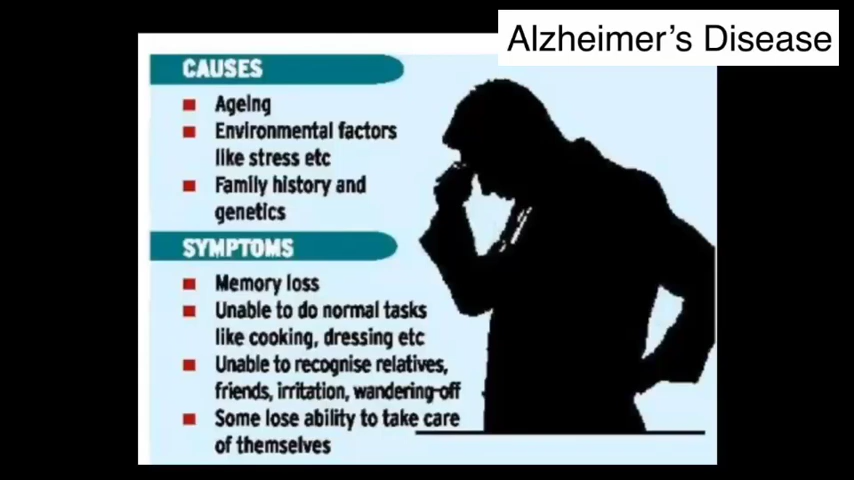 Alzheimer's Disease
CAUSES
Ageing
Environmental factors
like stress etc
Family history and
genetics
SYMPTOMS
Memory loss
Unable to do normal tasks
like cooking, dressing etc
Unable to recognise relatives,
friends, irritation, wandering-off
Some lose ability to take care
of themselves